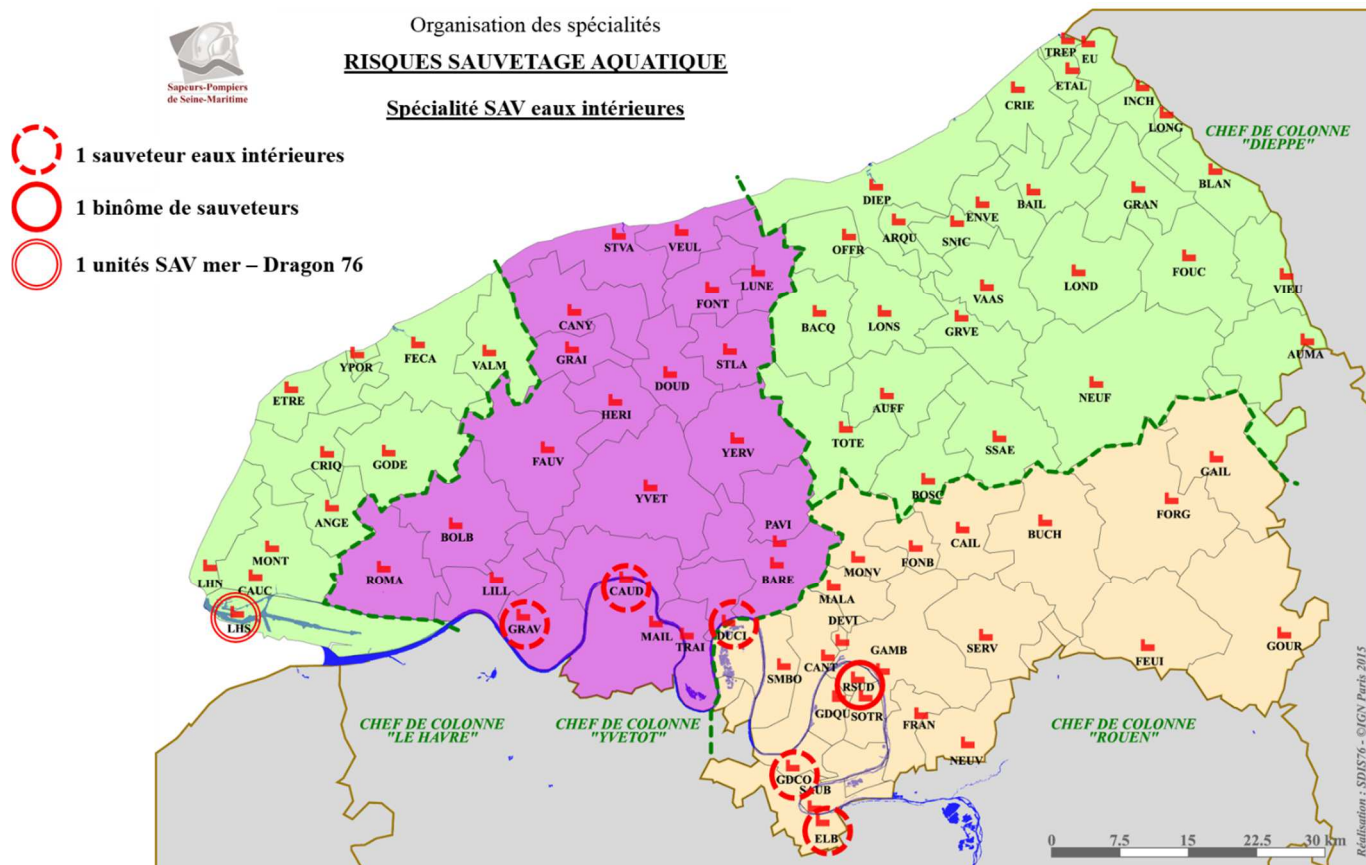 Organisation des spécialités
RISQUES SAUVETAGE AQUATIQUE
Spécialité SAV eaux intérieures
Sapeurs-Pompiers
de Seine-Maritime
1 sauveteur eaux intérieures
1 binôme de sauveteurs
1 unités SAV mer – Dragon 76
CHEF DE COLONNE
"DIEPPE"
TREP
EU
ETAL
CRIE
INCH
LONG
BLAN
DIEP
ENVE
BAIL
GRAN
ARQU
SNIC
OFFR
STVA
VEUL
LUNE
FONT
VAAS
LOND
FOUC
VIEU
CANY
BACQ
LONS
GRVE
AUMA
YPOR
FECA
VALM
GRAI
STLA
DOUD
ETRE
HERI
AUFF
NEUF
CRIQ
GODE
FAUV
YERV
TOTE
SSAE
GAIL
ANGE
YVET
BOSC
FORG
BOLB
PAVI
CAIL
BUCH
MONT
LHN
CAUC
ROMA
LILL
CAUD
BARE
MONV
FONB
MALA
LHS
GRAV
MAIL
TRAI
DUCI
DEVI
SMBO
CANT
GAMB
SERV
FEUI
GOUR
RSUD
GDQU
SOTR
FRAN
NEUV
GDCO
SAUB
ELB
CHEF DE COLONNE
"LE HAVRE"
CHEF DE COLONNE
"YVETOT"
CHEF DE COLONNE
"ROUEN"
0 7.5 15 22.5 30 km
Réalisation : SDIS76 - ©IGN Paris 2015